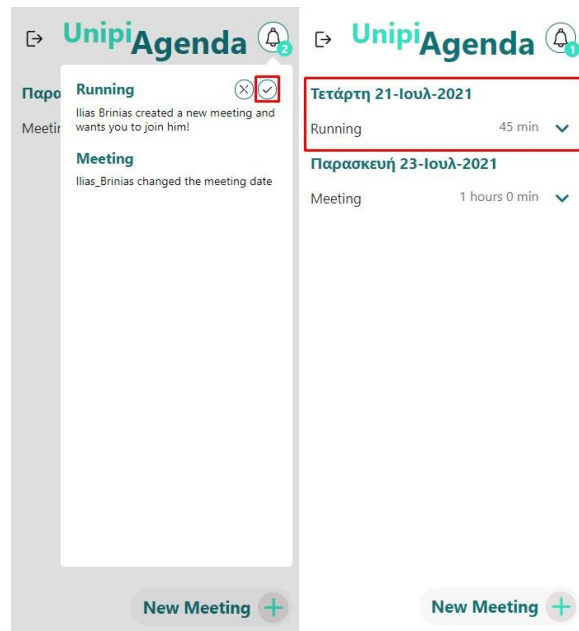 UnipiAgenda
2
Παρο
Meetin
Running
Ilias Brinias created a new meeting and
wants you to join him!
Meeting
Ilias_Brinias changed the meeting date
New Meeting
UnipiAgenda
1
Τετάρτη 21-Ιουλ-2021
Running 45 min
Παρασκευή 23-Ιουλ-2021
Meeting 1 hours 0 min
New Meeting